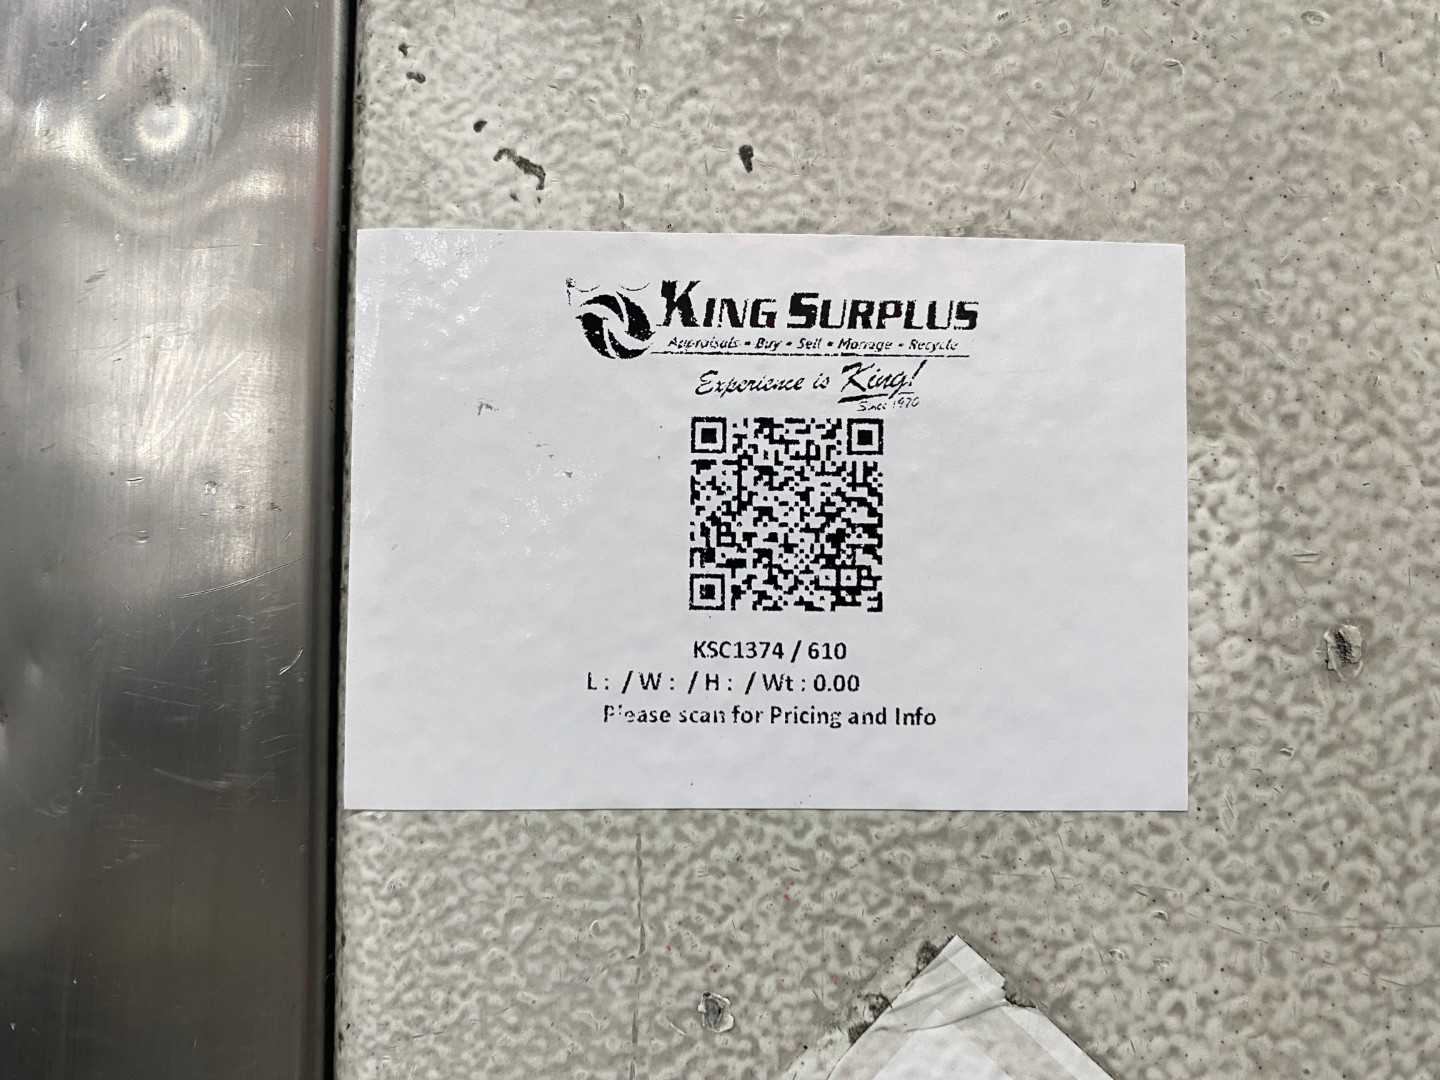 KING SURPLUS
Appraisals • Buy • Sell • Manage • Recycle
Experience is King!
Since 1970
KSC1374 / 610
L : / W : / H : / Wt : 0.00
Please scan for Pricing and Info